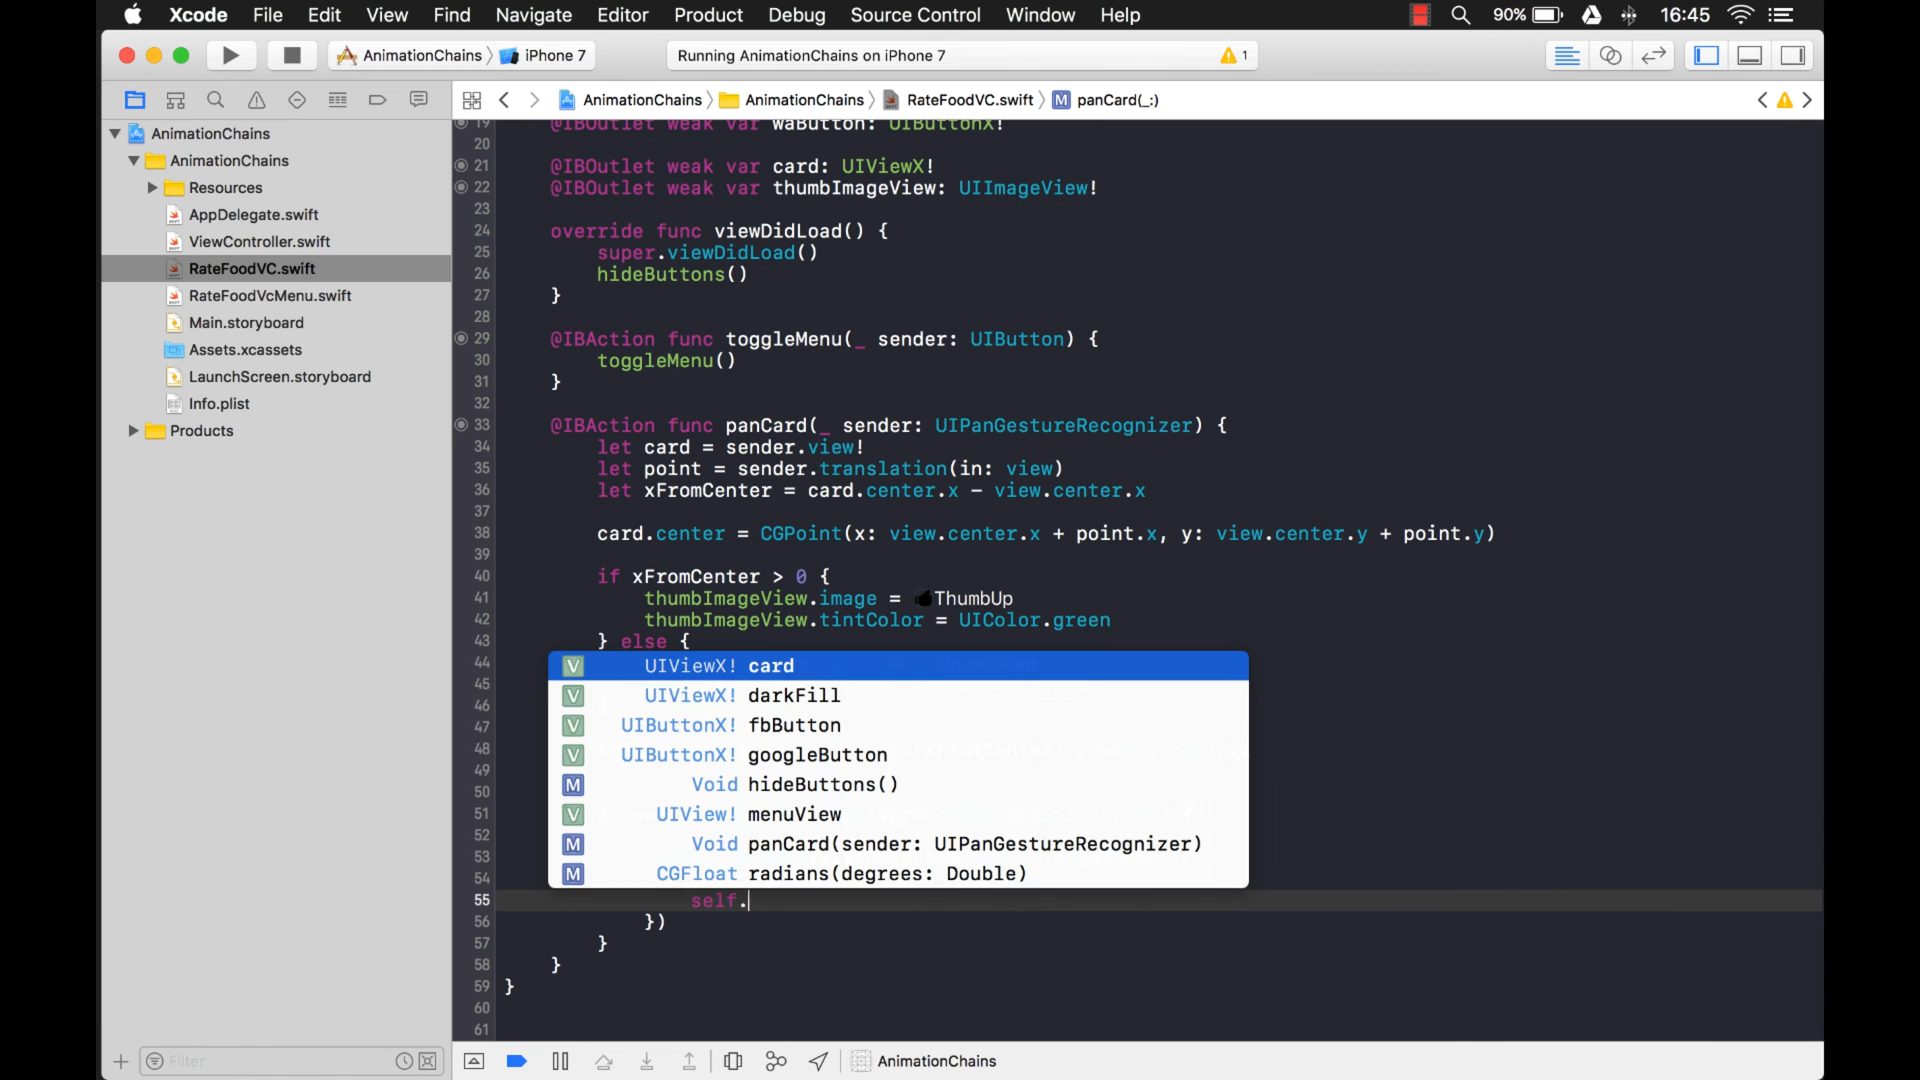 Xcode File Edit View Find Navigate Editor Product Debug Source Control Window Help 90% 16:45
AnimationChains iPhone 7 Running AnimationChains on iPhone 7 1
AnimationChains AnimationChains RateFoodVC.swift M panCard(_:)
AnimationChains
AnimationChains
Resources
AppDelegate.swift
ViewController.swift
RateFoodVC.swift
RateFoodVcMenu.swift
Main.storyboard
Assets.xcassets
LaunchScreen.storyboard
Info.plist
Products
Filter
19 @IBOutlet weak var waButton: UIButtonX!
20
21 @IBOutlet weak var card: UIViewX!
22 @IBOutlet weak var thumbImageView: UIImageView!
23
24 override func viewDidLoad() {
25 super.viewDidLoad()
26 hideButtons()
27 }
28
29 @IBAction func toggleMenu(_ sender: UIButton) {
30 toggleMenu()
31 }
32
33 @IBAction func panCard(_ sender: UIPanGestureRecognizer) {
34 let card = sender.view!
35 let point = sender.translation(in: view)
36 let xFromCenter = card.center.x - view.center.x
37
38 card.center = CGPoint(x: view.center.x + point.x, y: view.center.y + point.y)
39
40 if xFromCenter > 0 {
41 thumbImageView.image = ThumbUp
42 thumbImageView.tintColor = UIColor.green
43 } else {
44
45
46
47
48
49
50
51
52
53
54
V UIViewX! card
V UIViewX! darkFill
V UIButtonX! fbButton
V UIButtonX! googleButton
M Void hideButtons()
V UIView! menuView
M Void panCard(sender: UIPanGestureRecognizer)
M CGFloat radians(degrees: Double)
55 self.
56 })
57 }
58 }
59 }
60
61
AnimationChains